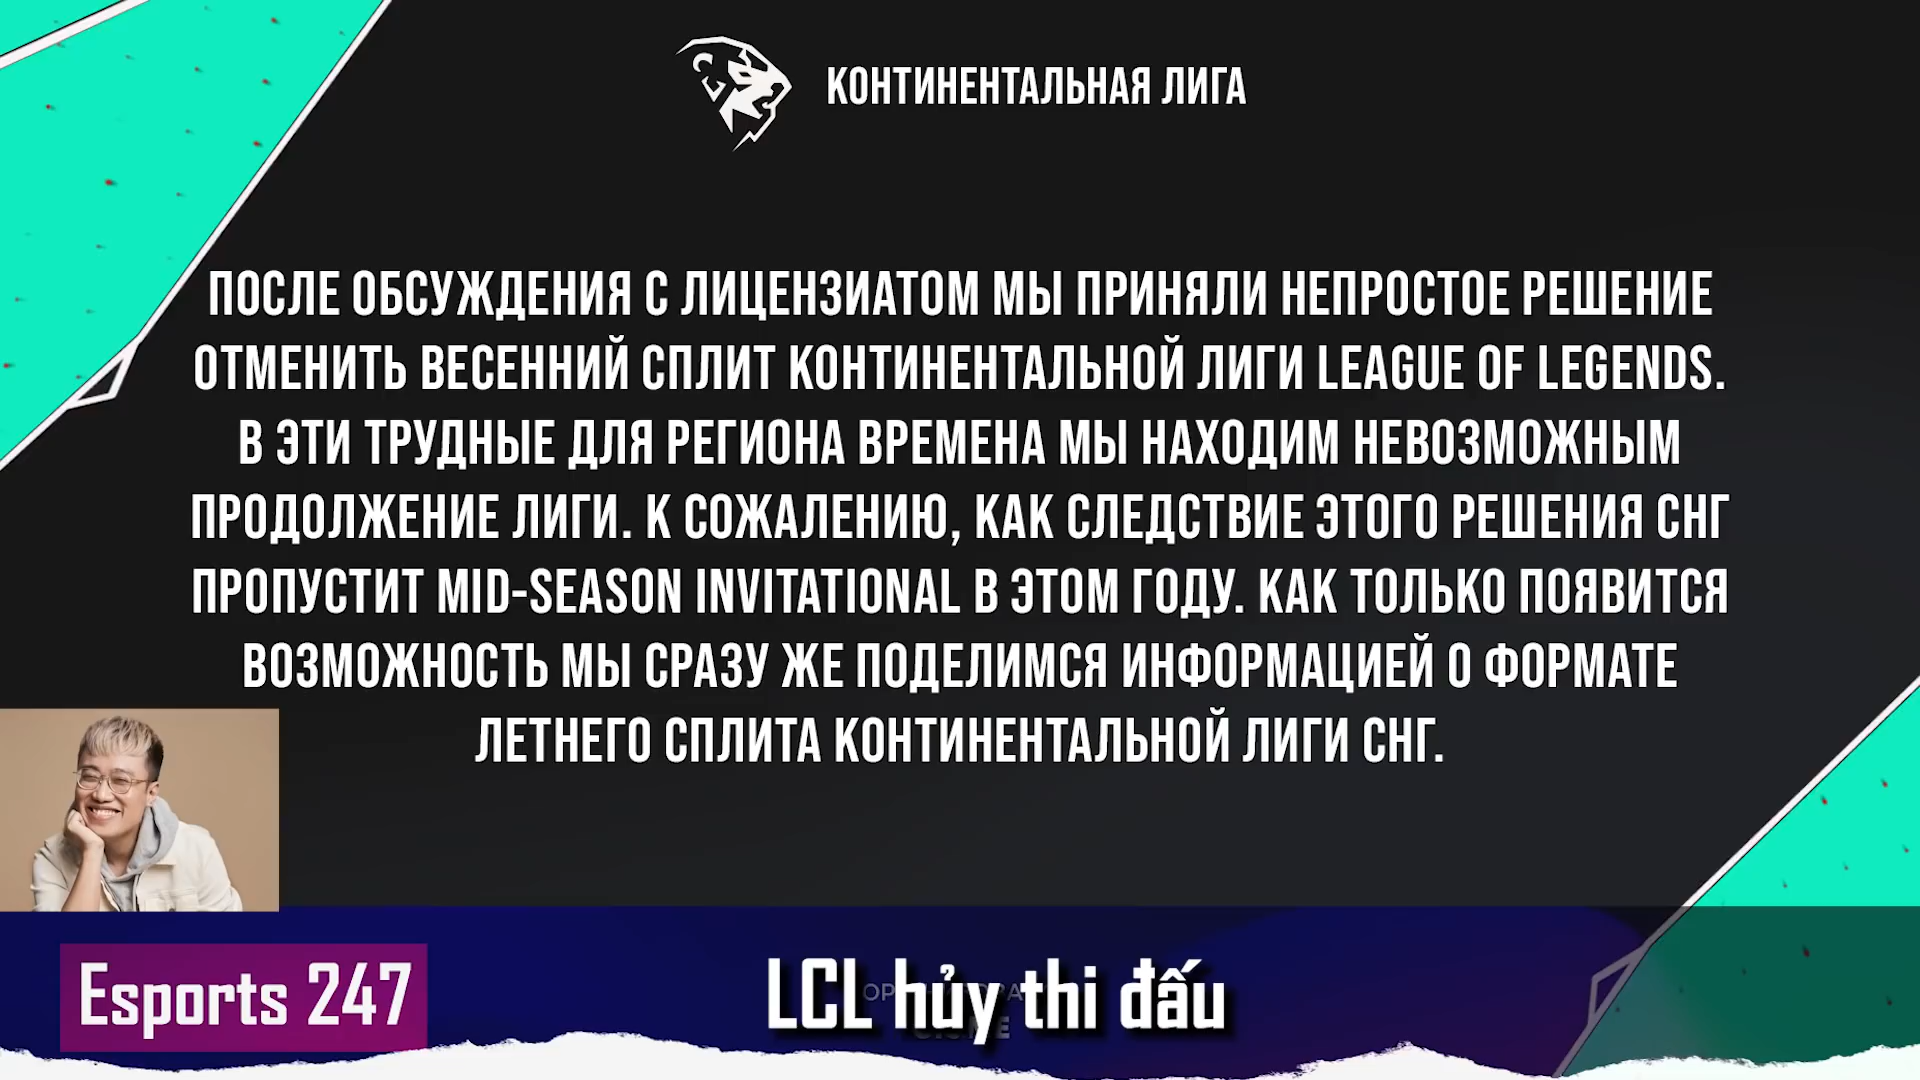 КОНТИНЕНТАЛЬНАЯ ЛИГА
ПОСЛЕ ОБСУЖДЕНИЯ С ЛИЦЕНЗИАТОМ МЫ ПРИНЯЛИ НЕПРОСТОЕ РЕШЕНИЕ
ОТМЕНИТЬ ВЕСЕННИЙ СПЛИТ КОНТИНЕНТАЛЬНОЙ ЛИГИ LEAGUE OF LEGENDS.
В ЭТИ ТРУДНЫЕ ДЛЯ РЕГИОНА ВРЕМЕНА МЫ НАХОДИМ НЕВОЗМОЖНЫМ
ПРОДОЛЖЕНИЕ ЛИГИ. К СОЖАЛЕНИЮ, КАК СЛЕДСТВИЕ ЭТОГО РЕШЕНИЯ СНГ
ПРОПУСТИТ MID-SEASON INVITATIONAL В ЭТОМ ГОДУ. КАК ТОЛЬКО ПОЯВИТСЯ
ВОЗМОЖНОСТЬ МЫ СРАЗУ ЖЕ ПОДЕЛИМСЯ ИНФОРМАЦИЕЙ О ФОРМАТЕ
ЛЕТНЕГО СПЛИТА КОНТИНЕНТАЛЬНОЙ ЛИГИ СНГ.
Esports 247
LCL hủy thi đấu